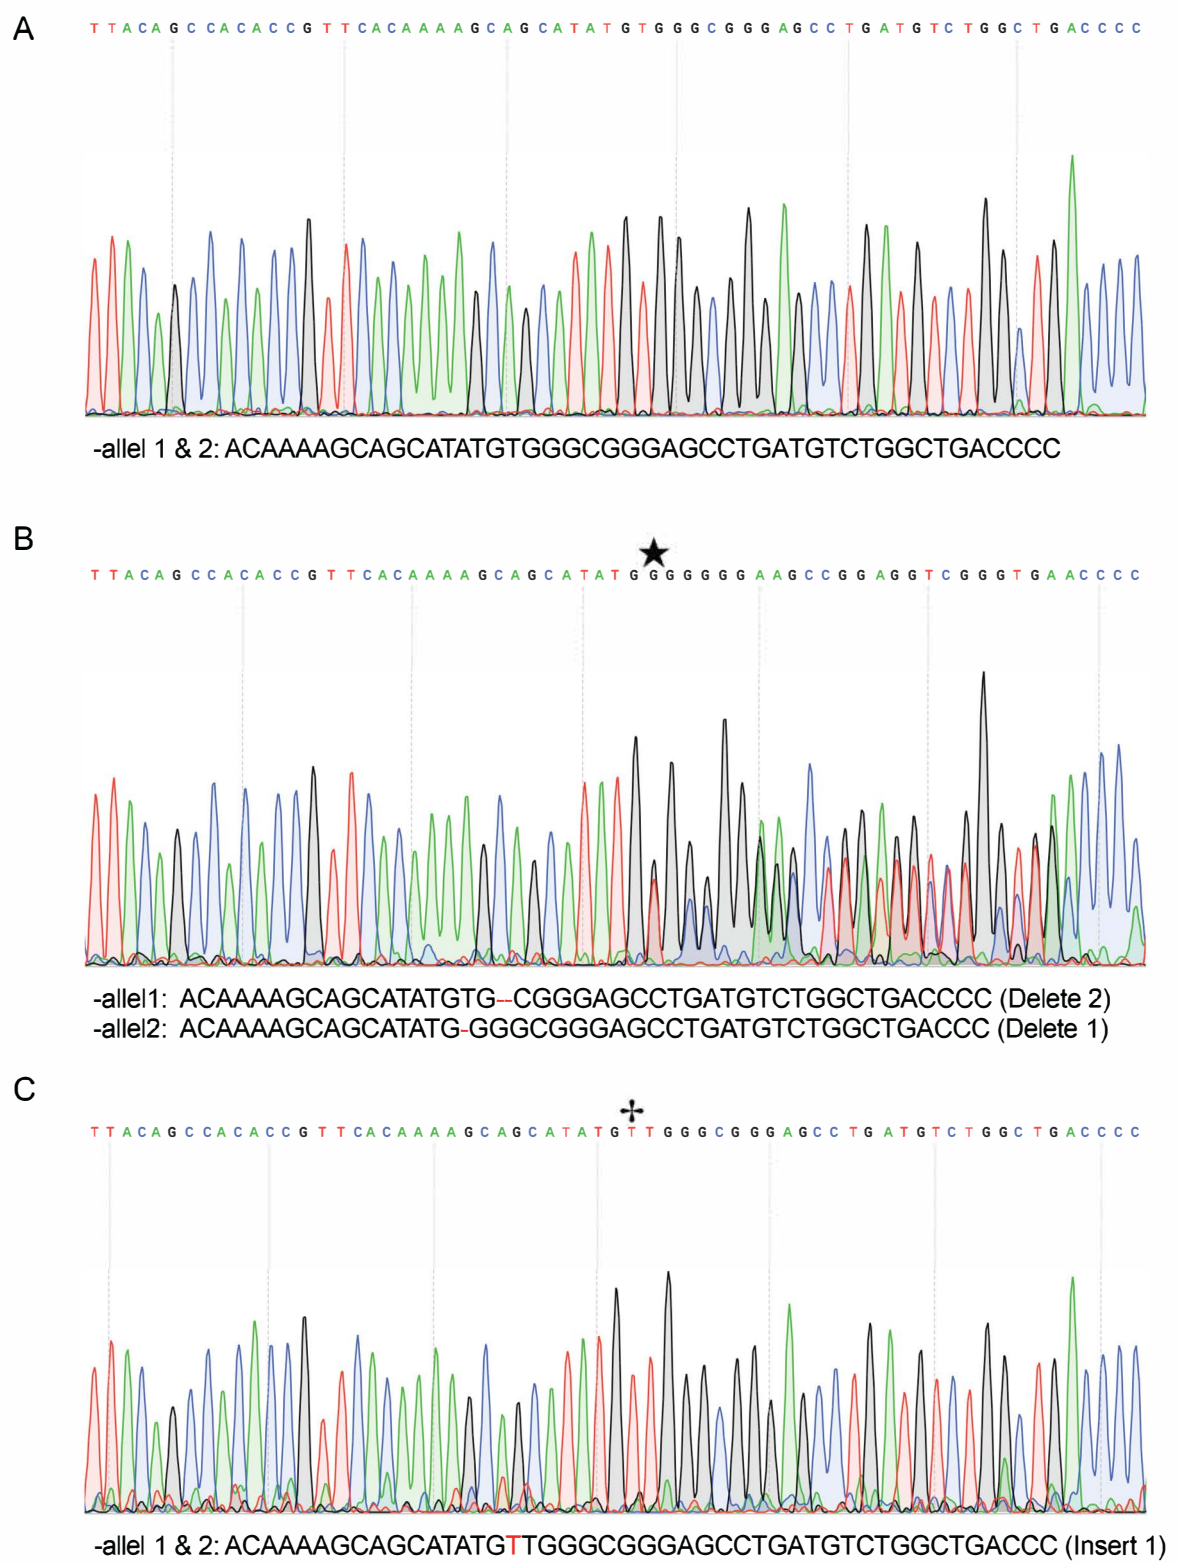 A
T T A C A G C C A C A C C G T T C A C A A A A G C A G C A T A T G T G G G C G G G A G C C T G A T G T C T G G C T G A C C C C
-allel 1 & 2: ACAAAAGCAGCATATGTGGGCGGGAGCCTGATGTCTGGCTGACCCC
B
★
T T A C A G C C A C A C C G T T C A C A A A A G C A G C A T A T G G G G G G G A A G C C G G A G G T C G G G T G A A C C C C
-allel1: ACAAAAGCAGCATATGTG--CGGGAGCCTGATGTCTGGCTGACCCC (Delete 2)
-allel2: ACAAAAGCAGCATATG-GGGCGGGAGCCTGATGTCTGGCTGACCC (Delete 1)
C
✢
T T A C A G C C A C A C C G T T C A C A A A A G C A G C A T A T G T T G G G C G G G A G C C T G A T G T C T G G C T G A C C C C
-allel 1 & 2: ACAAAAGCAGCATATGTTGGGCGGGAGCCTGATGTCTGGCTGACCC (Insert 1)